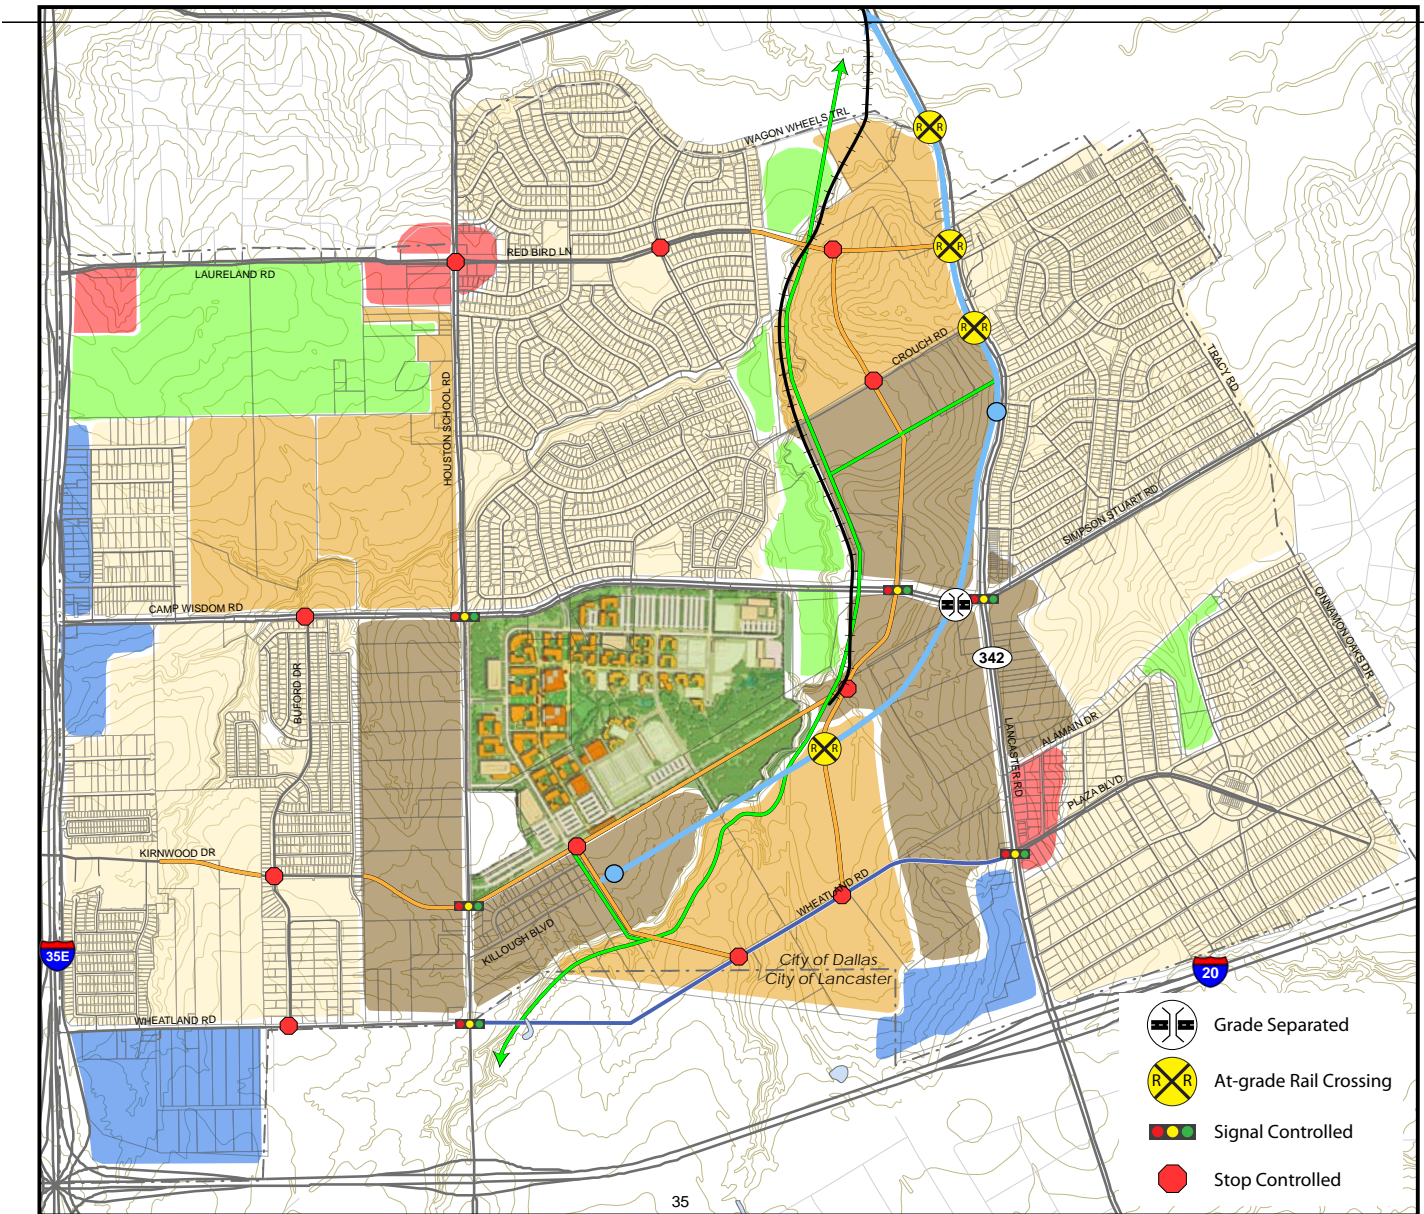 WAGON WHEELS TRL
R R
RED BIRD LN
R R
LAURELAND RD
R R
CROUCH RD
TRACY RD
HOUSTON SCHOOL RD
SIMPSON STUART RD
CAMP WISDOM RD
CINNAMON OAKS DR
342
BUFORD DR
LANCASTER RD
ALAMAIN DR
R R
PLAZA BLVD
KIRNWOOD DR
WHEATLAND RD
KILLOUGH BLVD
35E
City of Dallas
City of Lancaster
20
WHEATLAND RD
Grade Separated
R R
At-grade Rail Crossing
Signal Controlled
Stop Controlled
35